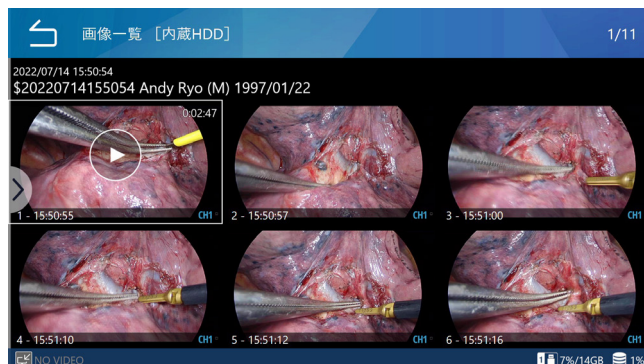 画像一覧 [内蔵HDD] 1/11
2022/07/14 15:50:54
$20220714155054 Andy Ryo (M) 1997/01/22
0:02:47
1 - 15:50:55 CH1
2 - 15:50:57 CH1
3 - 15:51:00 CH1
4 - 15:51:10 CH1
5 - 15:51:12 CH1
6 - 15:51:16 CH1
NO VIDEO 1 7%/14GB 1%